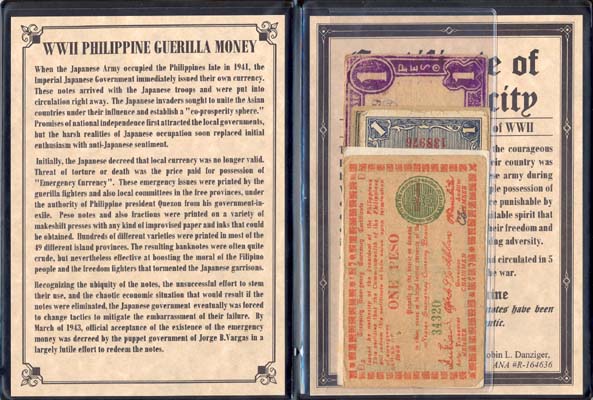 WWII PHILIPPINE GUERILLA MONEY
When the Japanese Army occupied the Philippines late in 1941, the
Imperial Japanese Government immediately issued their own currency.
These notes arrived with the Japanese troops and were put into
circulation right away. The Japanese invaders sought to unite the Asian
countries under their influence and establish a "co-prosperity sphere."
Promises of national independence first attracted the local governments,
but the harsh realities of Japanese occupation soon replaced initial
enthusiasm with anti-Japanese sentiment.
Initially, the Japanese decreed that local currency was no longer valid.
Threat of torture or death was the price paid for possession of
"Emergency Currency". These emergency issues were printed by the
guerilla fighters and also local committees in the free provinces, under
the authority of Philippine president Quezon from his government-in-
exile. Peso notes and also fractions were printed on a variety of
makeshift presses with any kind of improvised paper and inks that could
be obtained. Hundreds of different varieties were printed in most of the
49 different island provinces. The resulting banknotes were often quite
crude, but nevertheless effective at boosting the moral of the Filipino
people and the freedom fighters that tormented the Japanese garrisons.
Recognizing the ubiquity of the notes, the unsuccessful effort to stem
their use, and the chaotic economic situation that would result if the
notes were eliminated, the Japanese government eventually was forced
to change tactics to mitigate the embarrassment of their failure. By
March of 1943, official acceptance of the existence of the emergency
money was decreed by the puppet government of Jorge B.Vargas in a
largely futile effort to redeem the notes.
e of
city
of WWII
the courageous
their country was
army during
possession of
punishable by
spirit that
freedom and
adversity.
circulated in 5
the war.
ine
notes have been
ntic.
obin L. Danziger,
ANA #R-164636
1 PESO 1
1
ONE PESO
34320